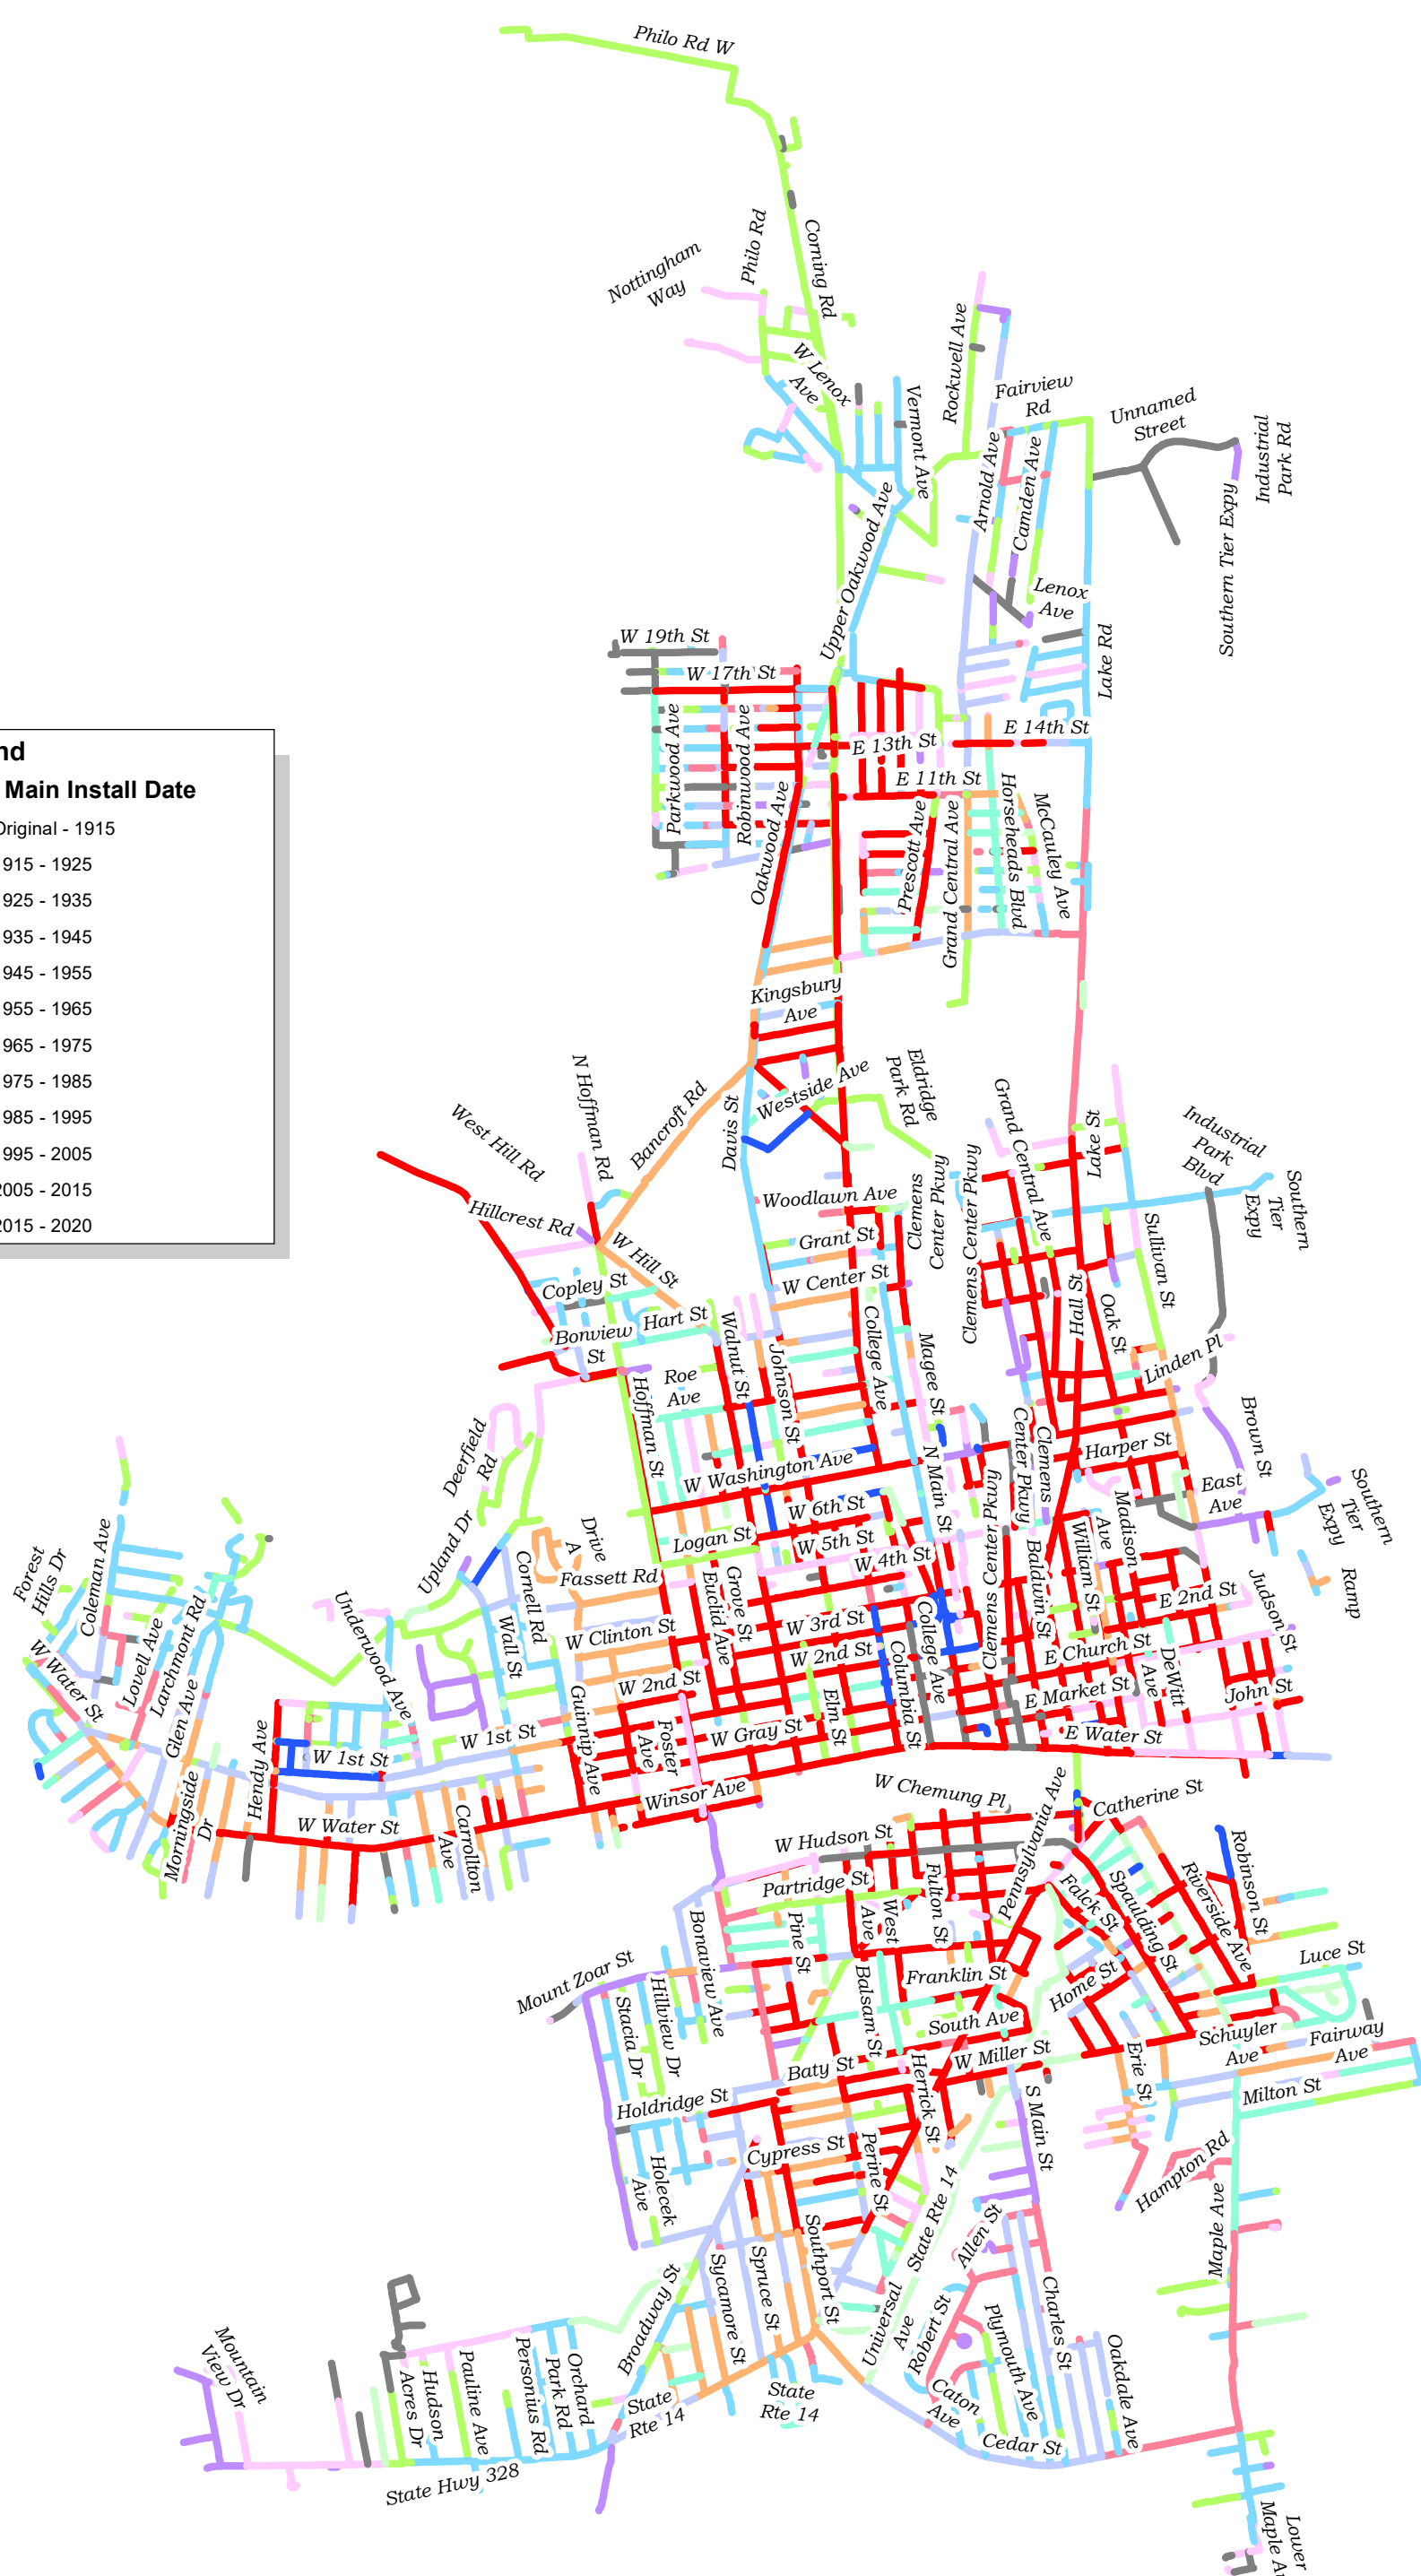 Philo Rd W
Corning Rd
Philo Rd
Nottingham
Way
W Lenox
Ave
Vermont Ave
Rockwell Ave
Fairview
Rd
Unnamed
Street
Industrial
Park Rd
Southern Tier Expy
Arnold Ave
Camden Ave
Upper Oakwood Ave
Lenox
Ave
Lake Rd
W 19th St
W 17th St
E 14th St
E 13th St
E 11th St
Parkwood Ave
Robinwood Ave
Oakwood Ave
Prescott Ave
Grand Central Ave
Horseheads Blvd
McCauley Ave
nd
Main Install Date
Original - 1915
915 - 1925
925 - 1935
935 - 1945
945 - 1955
955 - 1965
965 - 1975
975 - 1985
985 - 1995
995 - 2005
2005 - 2015
2015 - 2020
Kingsbury
Ave
Westside Ave
Eldridge
Park Rd
N Hoffman Rd
Bancroft Rd
Davis St
West Hill Rd
Hillcrest Rd
W Hill St
Woodlawn Ave
Grant St
W Center St
Clemens
Center Pkwy
Clemens Center Pkwy
Grand Central Ave
Lake St
Industrial
Park
Blvd
Southern
Tier
Expy
Sullivan St
Copley St
Bonview
St
Hart St
Walnut St
Johnson St
College Ave
Magee St
Hall St
Oak St
Linden Pl
Roe
Ave
Hoffman St
Brown St
Deerfield
Rd
W Washington Ave
N Main St
Clemens
Center Pkwy
Harper St
East
Ave
Southern
Tier
Expy
Ramp
W 6th St
Logan St
W 5th St
W 4th St
Clemens Center Pkwy
Madison
Ave
William St
Baldwin St
Forest
Hills Dr
Coleman Ave
Upland Dr
Drive
A
Fassett Rd
Cornell Rd
Euclid Ave
Grove St
E 2nd St
Judson St
Lovell Ave
Larchmont Rd
Underwood Ave
Wall St
W Clinton St
W 3rd St
W 2nd St
College Ave
Columbia St
E Church St
DeWitt
Ave
W Water St
Glen Ave
W 2nd St
Guinnip Ave
Elm St
E Market St
John St
Hendy Ave
W 1st St
W 1st St
Foster
Ave
W Gray St
E Water St
Morningside
Dr
W Water St
Carrollton
Ave
Winsor Ave
W Chemung Pl
Pennsylvania Ave
Catherine St
W Hudson St
Partridge St
West
Ave
Fulton St
Falck St
Spaulding St
Riverside Ave
Robinson St
Pine St
Bonaview Ave
Mount Zoar St
Hillview Dr
Stacia Dr
Franklin St
Balsam St
Home St
Luce St
South Ave
Schuyler
Ave
Fairway
Ave
W Miller St
Baty St
Herrick St
Erie St
Milton St
Holdridge St
S Main St
Cypress St
Perine St
Holecek
Ave
Hampton Rd
State Rte 14
Allen St
Maple Ave
Southport St
Spruce St
Sycamore St
Broadway St
Universal
Ave
Robert St
Plymouth Ave
Charles St
Oakdale Ave
Mountain
View Dr
Hudson
Acres Dr
Pauline Ave
Personius Rd
Orchard
Park Rd
State
Rte 14
State
Rte 14
Caton
Ave
Cedar St
State Hwy 328
Lower
Maple A